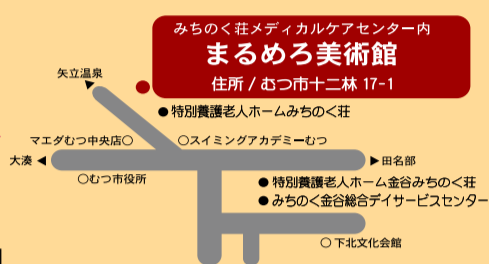 みちのく荘メディカルケアセンター内
まるめろ美術館
住所 / むつ市十二林 17-1
矢立温泉
●特別養護老人ホームみちのく荘
マエダむつ中央店○
○スイミングアカデミーむつ
大湊◀
▶田名部
○むつ市役所
●特別養護老人ホーム金谷みちのく荘
●みちのく金谷総合デイサービスセンター
○下北文化会館